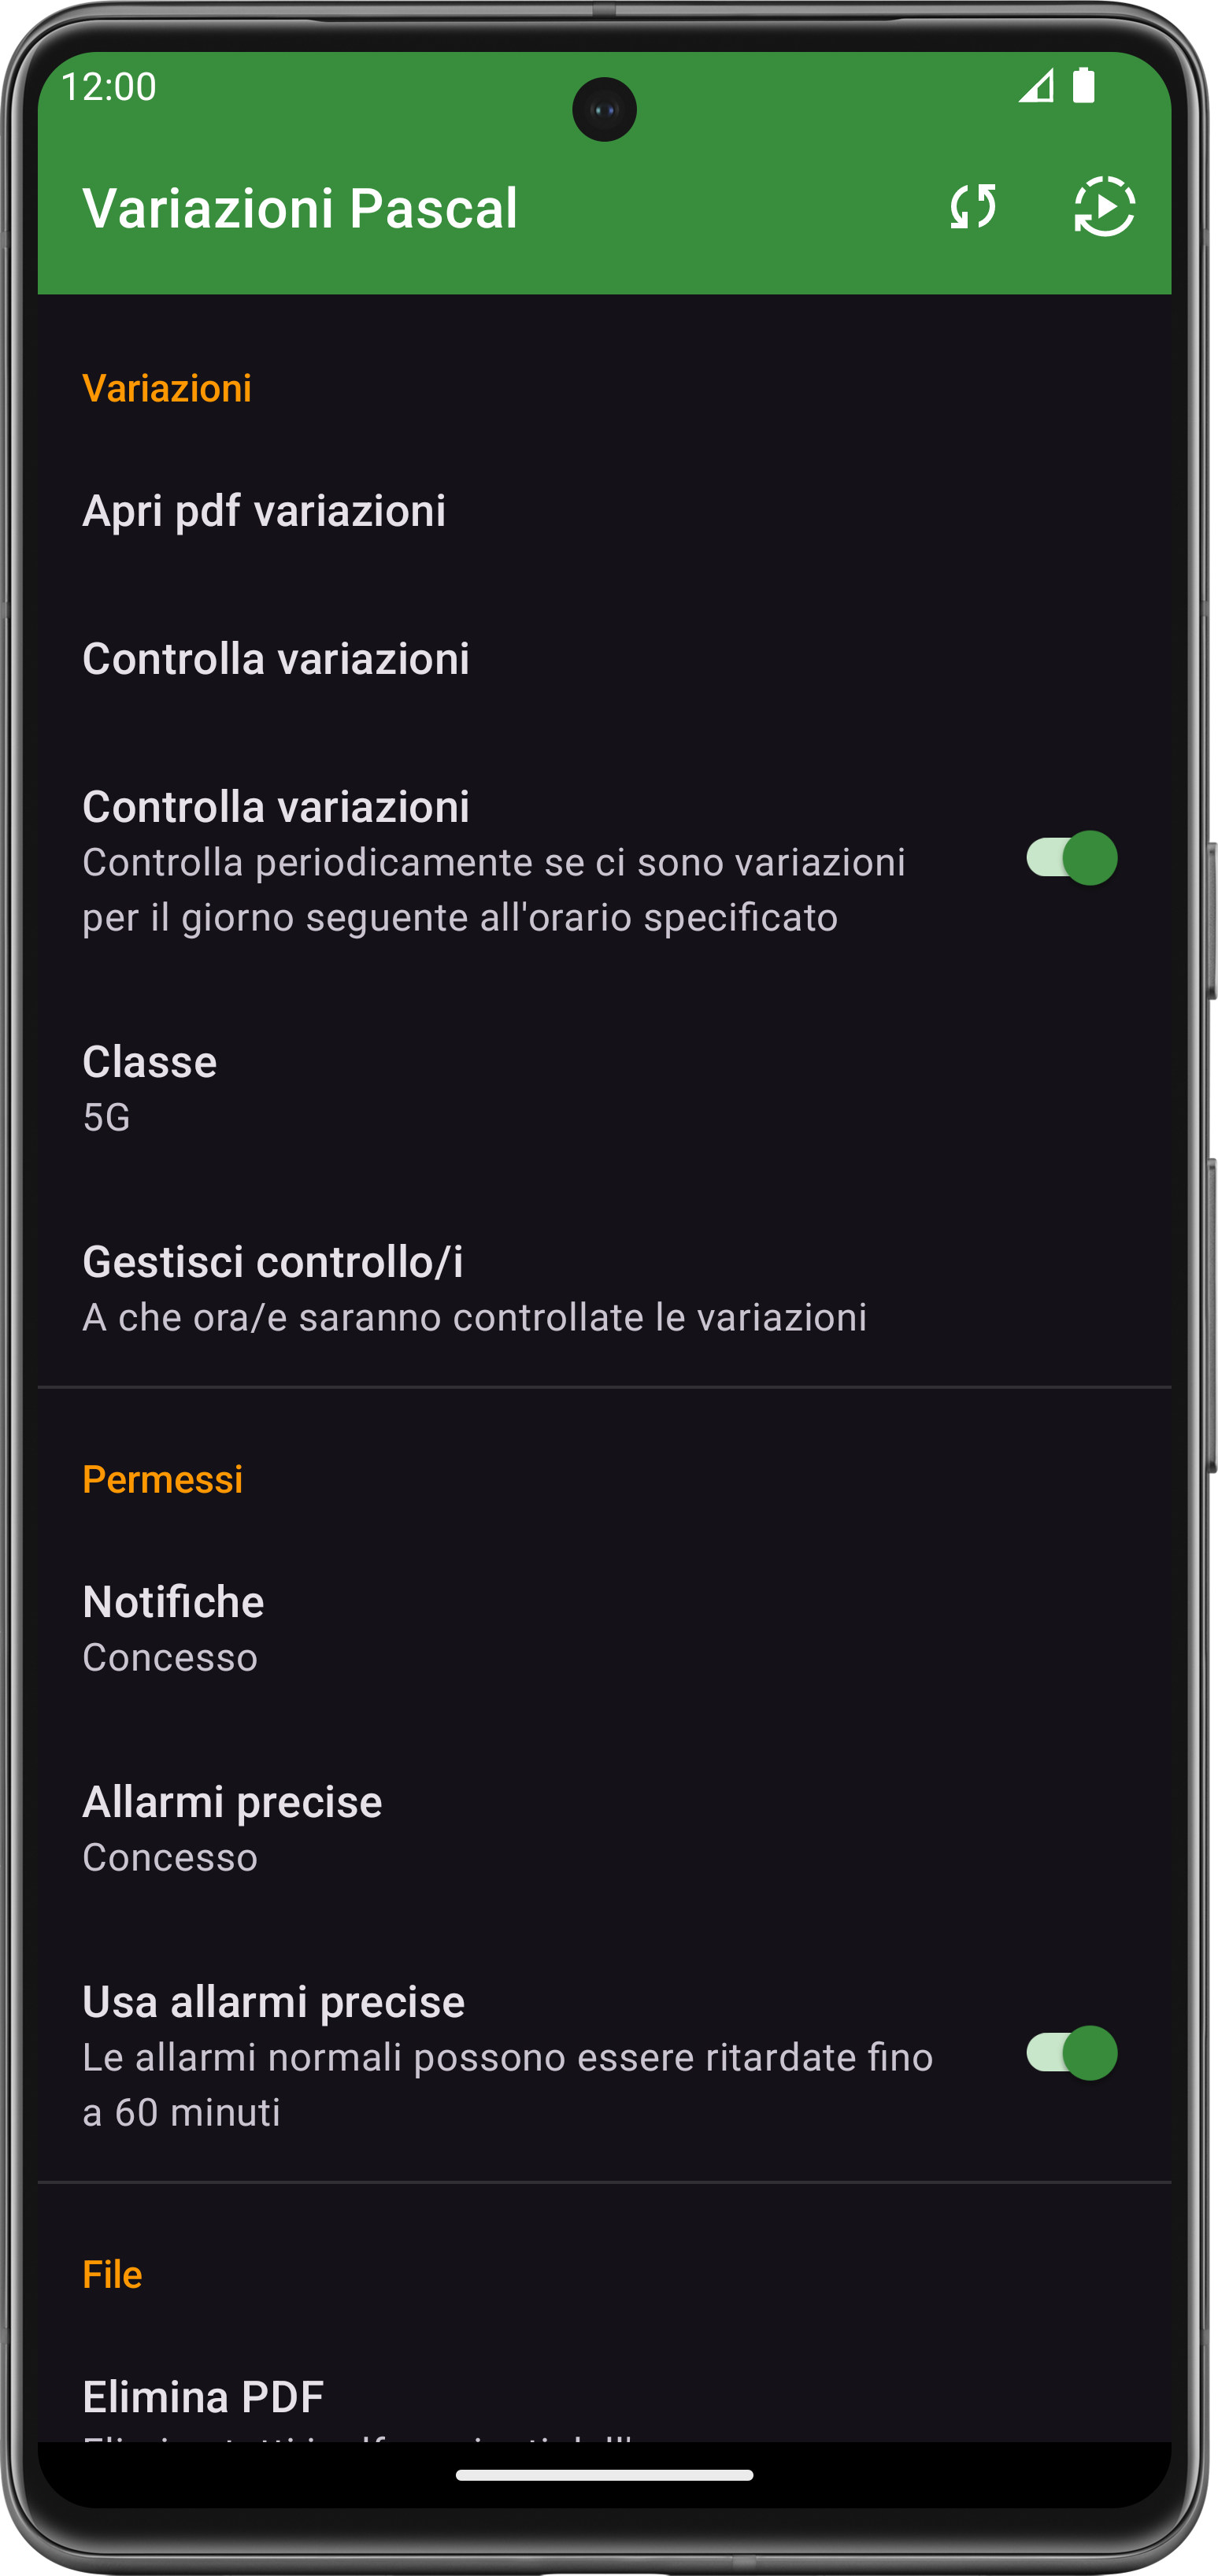 12:00
Variazioni Pascal
Variazioni
Apri pdf variazioni
Controlla variazioni
Controlla variazioni
Controlla periodicamente se ci sono variazioni
per il giorno seguente all'orario specificato
Classe
5G
Gestisci controllo/i
A che ora/e saranno controllate le variazioni
Permessi
Notifiche
Concesso
Allarmi precise
Concesso
Usa allarmi precise
Le allarmi normali possono essere ritardate fino
a 60 minuti
File
Elimina PDF